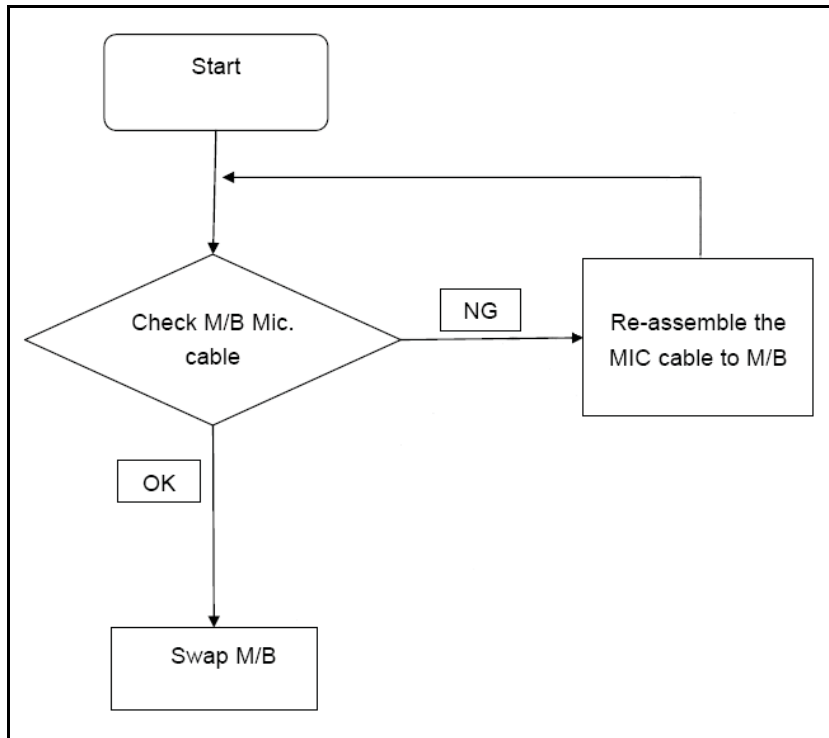 Start
Check M/B Mic.
cable
NG
Re-assemble the
MIC cable to M/B
OK
Swap M/B